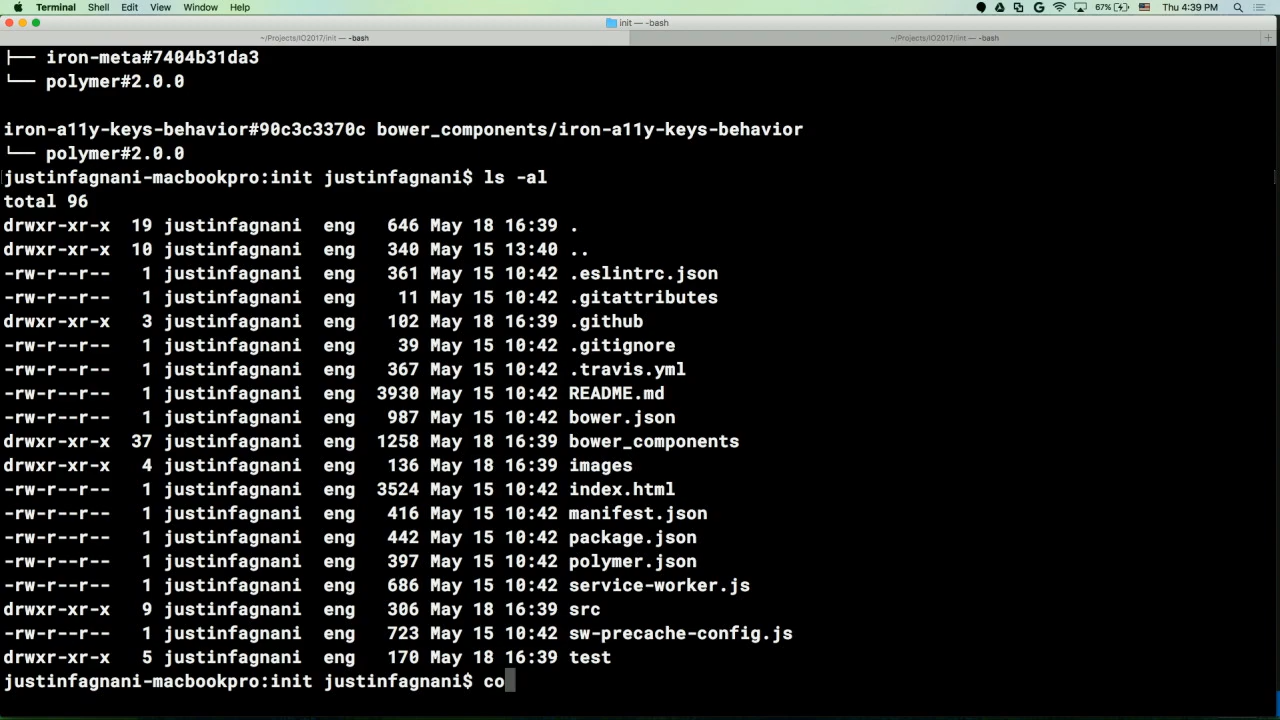 Terminal Shell Edit View Window Help 67% Thu 4:39 PM
init — -bash
~/Projects/IO2017/init — -bash ~/Projects/IO2017/lint — -bash
├── iron-meta#7404b31da3
└── polymer#2.0.0
iron-a11y-keys-behavior#90c3c3370c bower_components/iron-a11y-keys-behavior
└── polymer#2.0.0
justinfagnani-macbookpro:init justinfagnani$ ls -al
total 96
drwxr-xr-x 19 justinfagnani eng 646 May 18 16:39 .
drwxr-xr-x 10 justinfagnani eng 340 May 15 13:40 ..
-rw-r--r-- 1 justinfagnani eng 361 May 15 10:42 .eslintrc.json
-rw-r--r-- 1 justinfagnani eng 11 May 15 10:42 .gitattributes
drwxr-xr-x 3 justinfagnani eng 102 May 18 16:39 .github
-rw-r--r-- 1 justinfagnani eng 39 May 15 10:42 .gitignore
-rw-r--r-- 1 justinfagnani eng 367 May 15 10:42 .travis.yml
-rw-r--r-- 1 justinfagnani eng 3930 May 15 10:42 README.md
-rw-r--r-- 1 justinfagnani eng 987 May 15 10:42 bower.json
drwxr-xr-x 37 justinfagnani eng 1258 May 18 16:39 bower_components
drwxr-xr-x 4 justinfagnani eng 136 May 18 16:39 images
-rw-r--r-- 1 justinfagnani eng 3524 May 15 10:42 index.html
-rw-r--r-- 1 justinfagnani eng 416 May 15 10:42 manifest.json
-rw-r--r-- 1 justinfagnani eng 442 May 15 10:42 package.json
-rw-r--r-- 1 justinfagnani eng 397 May 15 10:42 polymer.json
-rw-r--r-- 1 justinfagnani eng 686 May 15 10:42 service-worker.js
drwxr-xr-x 9 justinfagnani eng 306 May 18 16:39 src
-rw-r--r-- 1 justinfagnani eng 723 May 15 10:42 sw-precache-config.js
drwxr-xr-x 5 justinfagnani eng 170 May 18 16:39 test
justinfagnani-macbookpro:init justinfagnani$ co